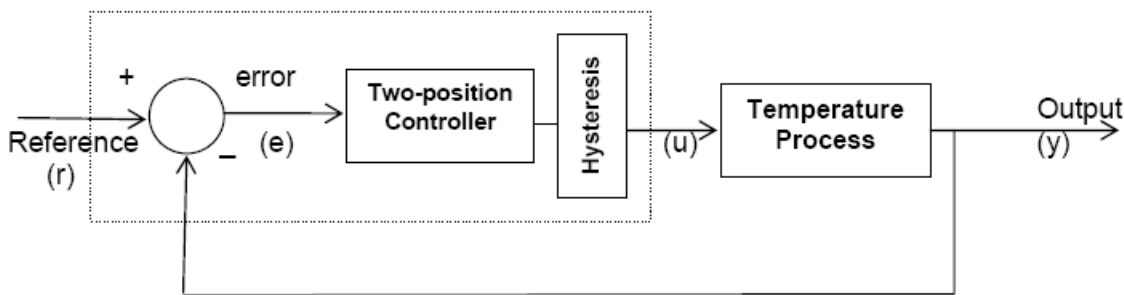 +
error
Two-position
Controller
Hysteresis
Temperature
Process
Output
Reference
(r)
−
(e)
(u)
(y)